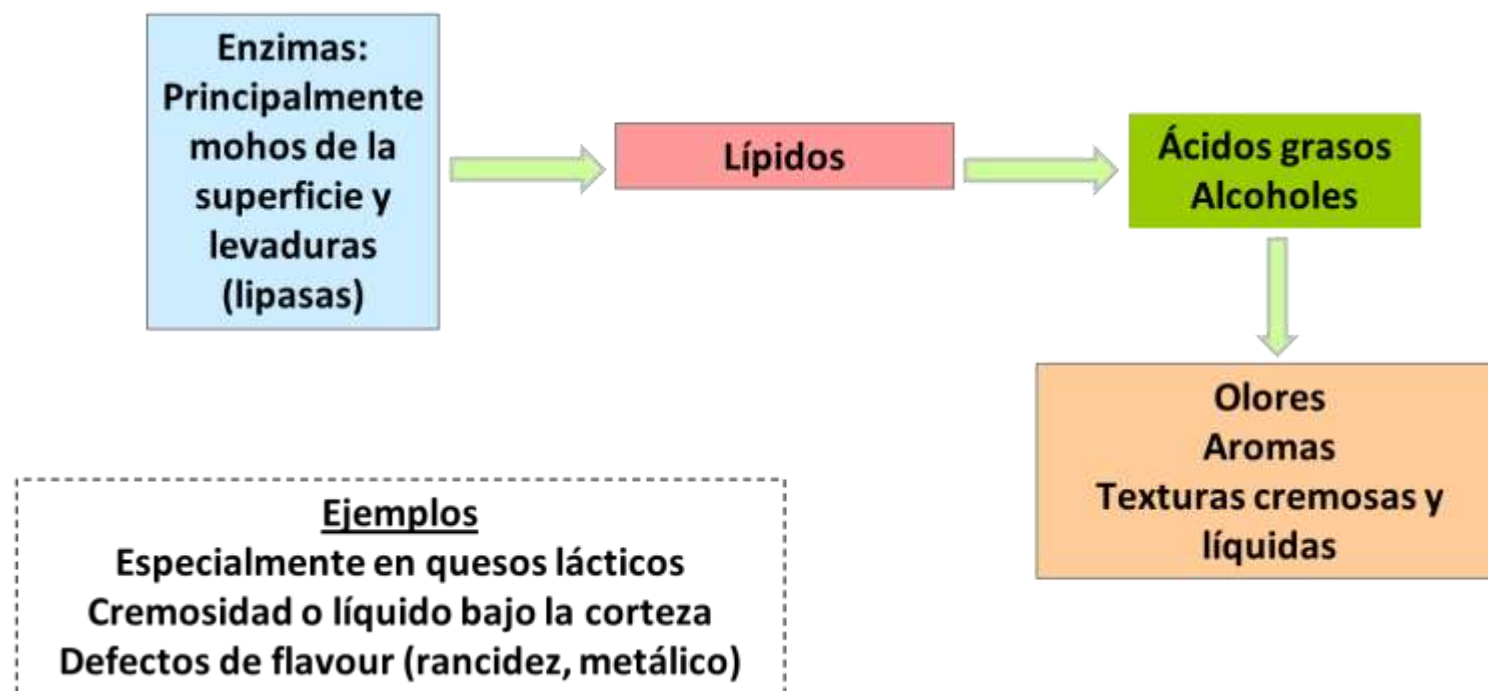 Enzimas:
Principalmente
mohos de la
superficie y
levaduras
(lipasas)
Lípidos
Ácidos grasos
Alcoholes
Olores
Aromas
Texturas cremosas y
líquidas
Ejemplos
Especialmente en quesos lácticos
Cremosidad o líquido bajo la corteza
Defectos de flavour (rancidez, metálico)